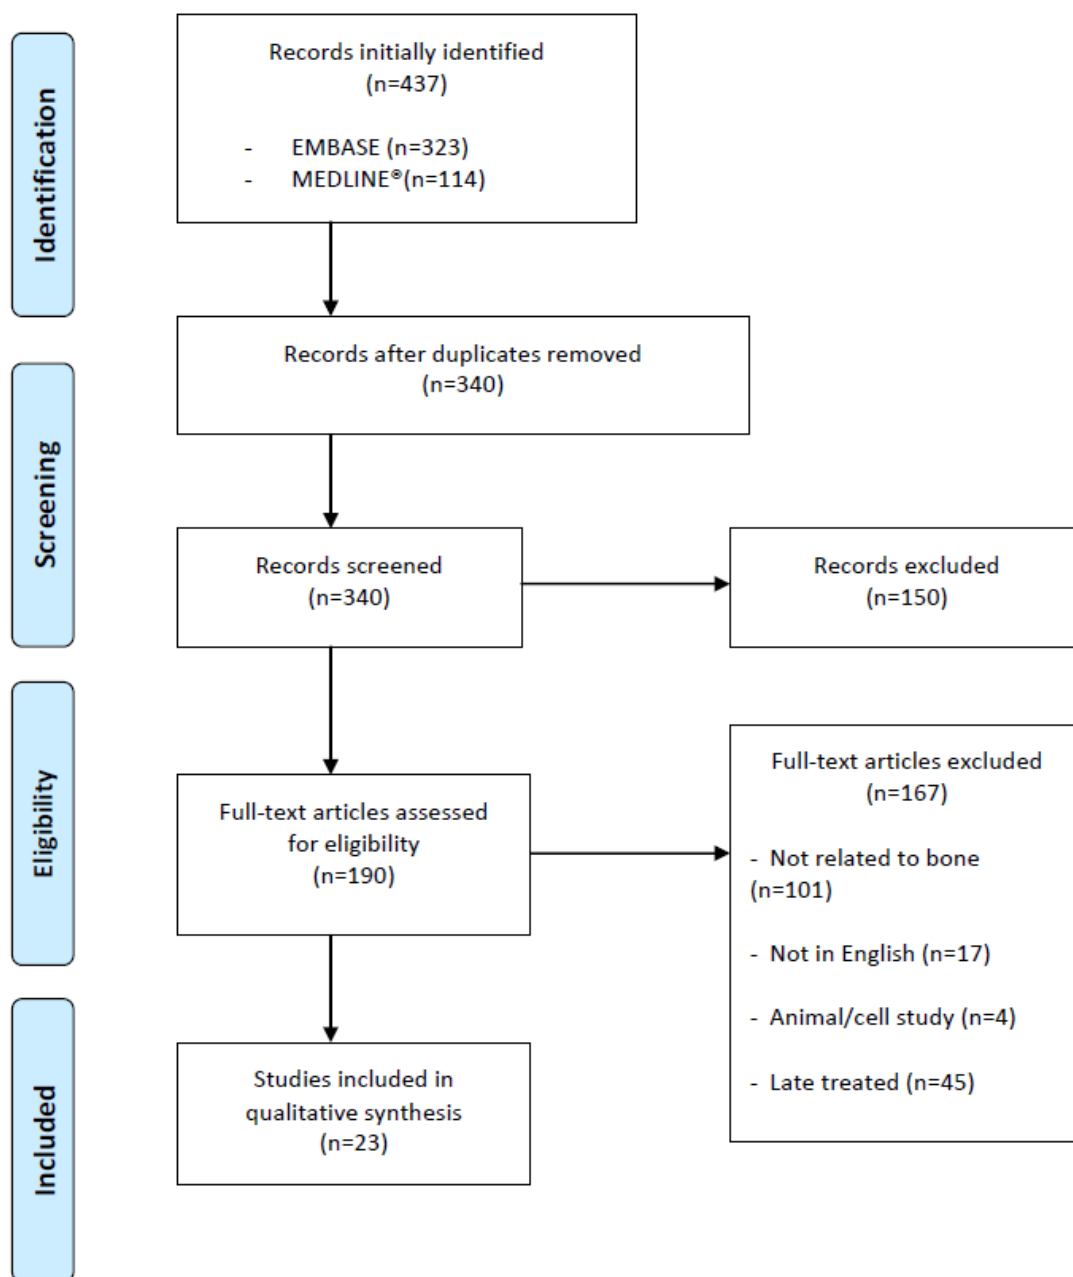 Identification
Records initially identified
(n=437)
- EMBASE (n=323)
- MEDLINE®(n=114)
Records after duplicates removed
(n=340)
Screening
Records screened
(n=340)
Records excluded
(n=150)
Eligibility
Full-text articles assessed
for eligibility
(n=190)
Full-text articles excluded
(n=167)
- Not related to bone
(n=101)
- Not in English (n=17)
- Animal/cell study (n=4)
- Late treated (n=45)
Included
Studies included in
qualitative synthesis
(n=23)